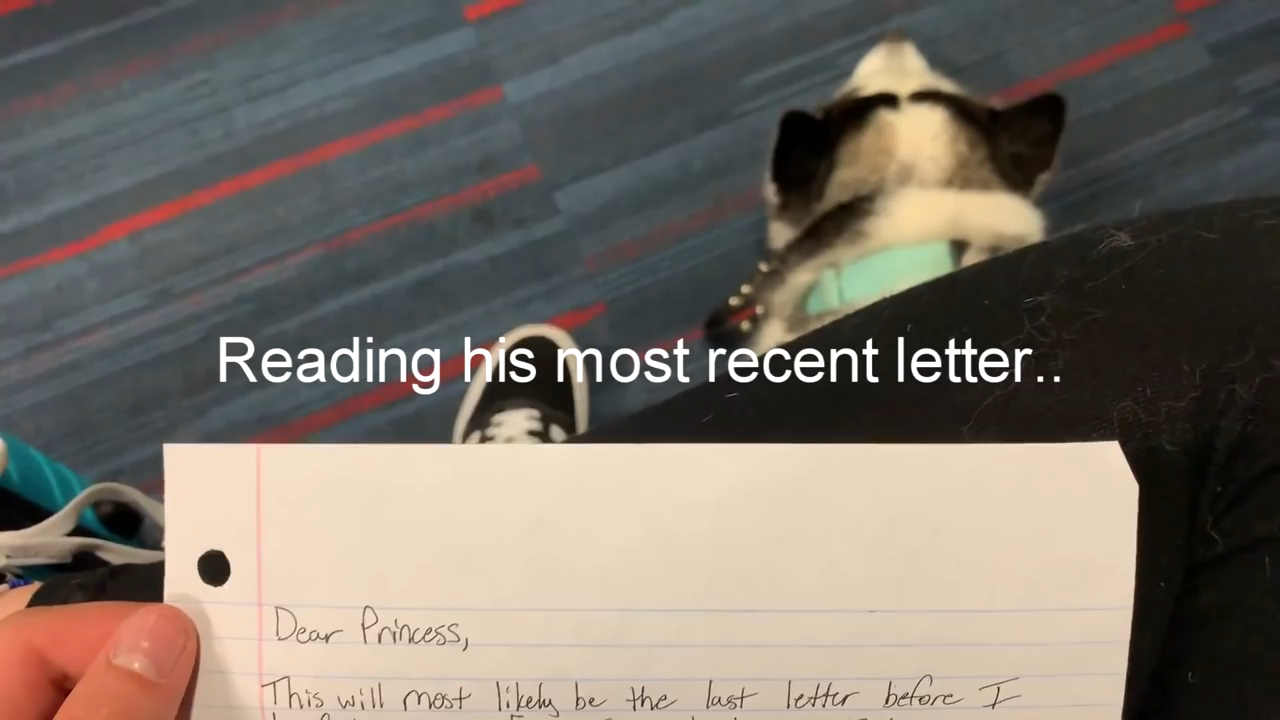 Reading his most recent letter..
Dear Princess,
This will most likely be the last letter before I